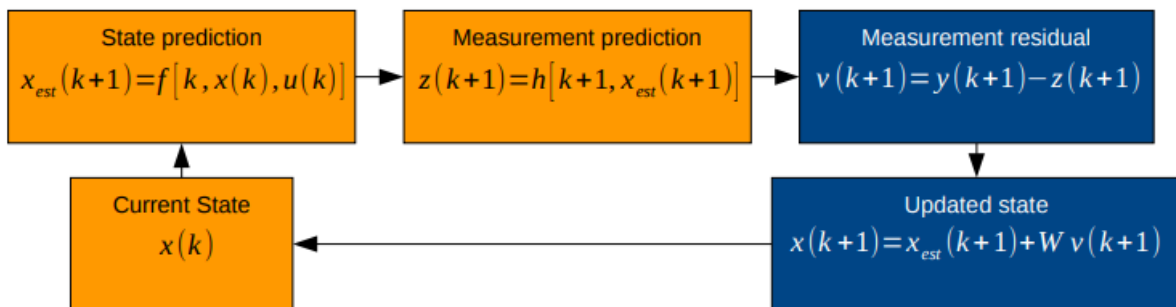 State prediction
x_est(k+1)=f[k,x(k),u(k)]
Measurement prediction
z(k+1)=h[k+1,x_est(k+1)]
Measurement residual
v(k+1)=y(k+1)−z(k+1)
Current State
x(k)
Updated state
x(k+1)=x_est(k+1)+W v(k+1)